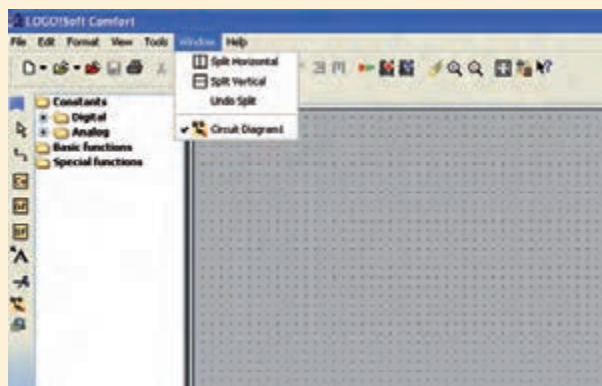 LOGO!Soft Comfort
File Edit Format View Tools Window Help
Split Horizontal
Split Vertical
Undo Split
Circuit Diagram1
Constants
Digital
Analog
Basic functions
Special functions